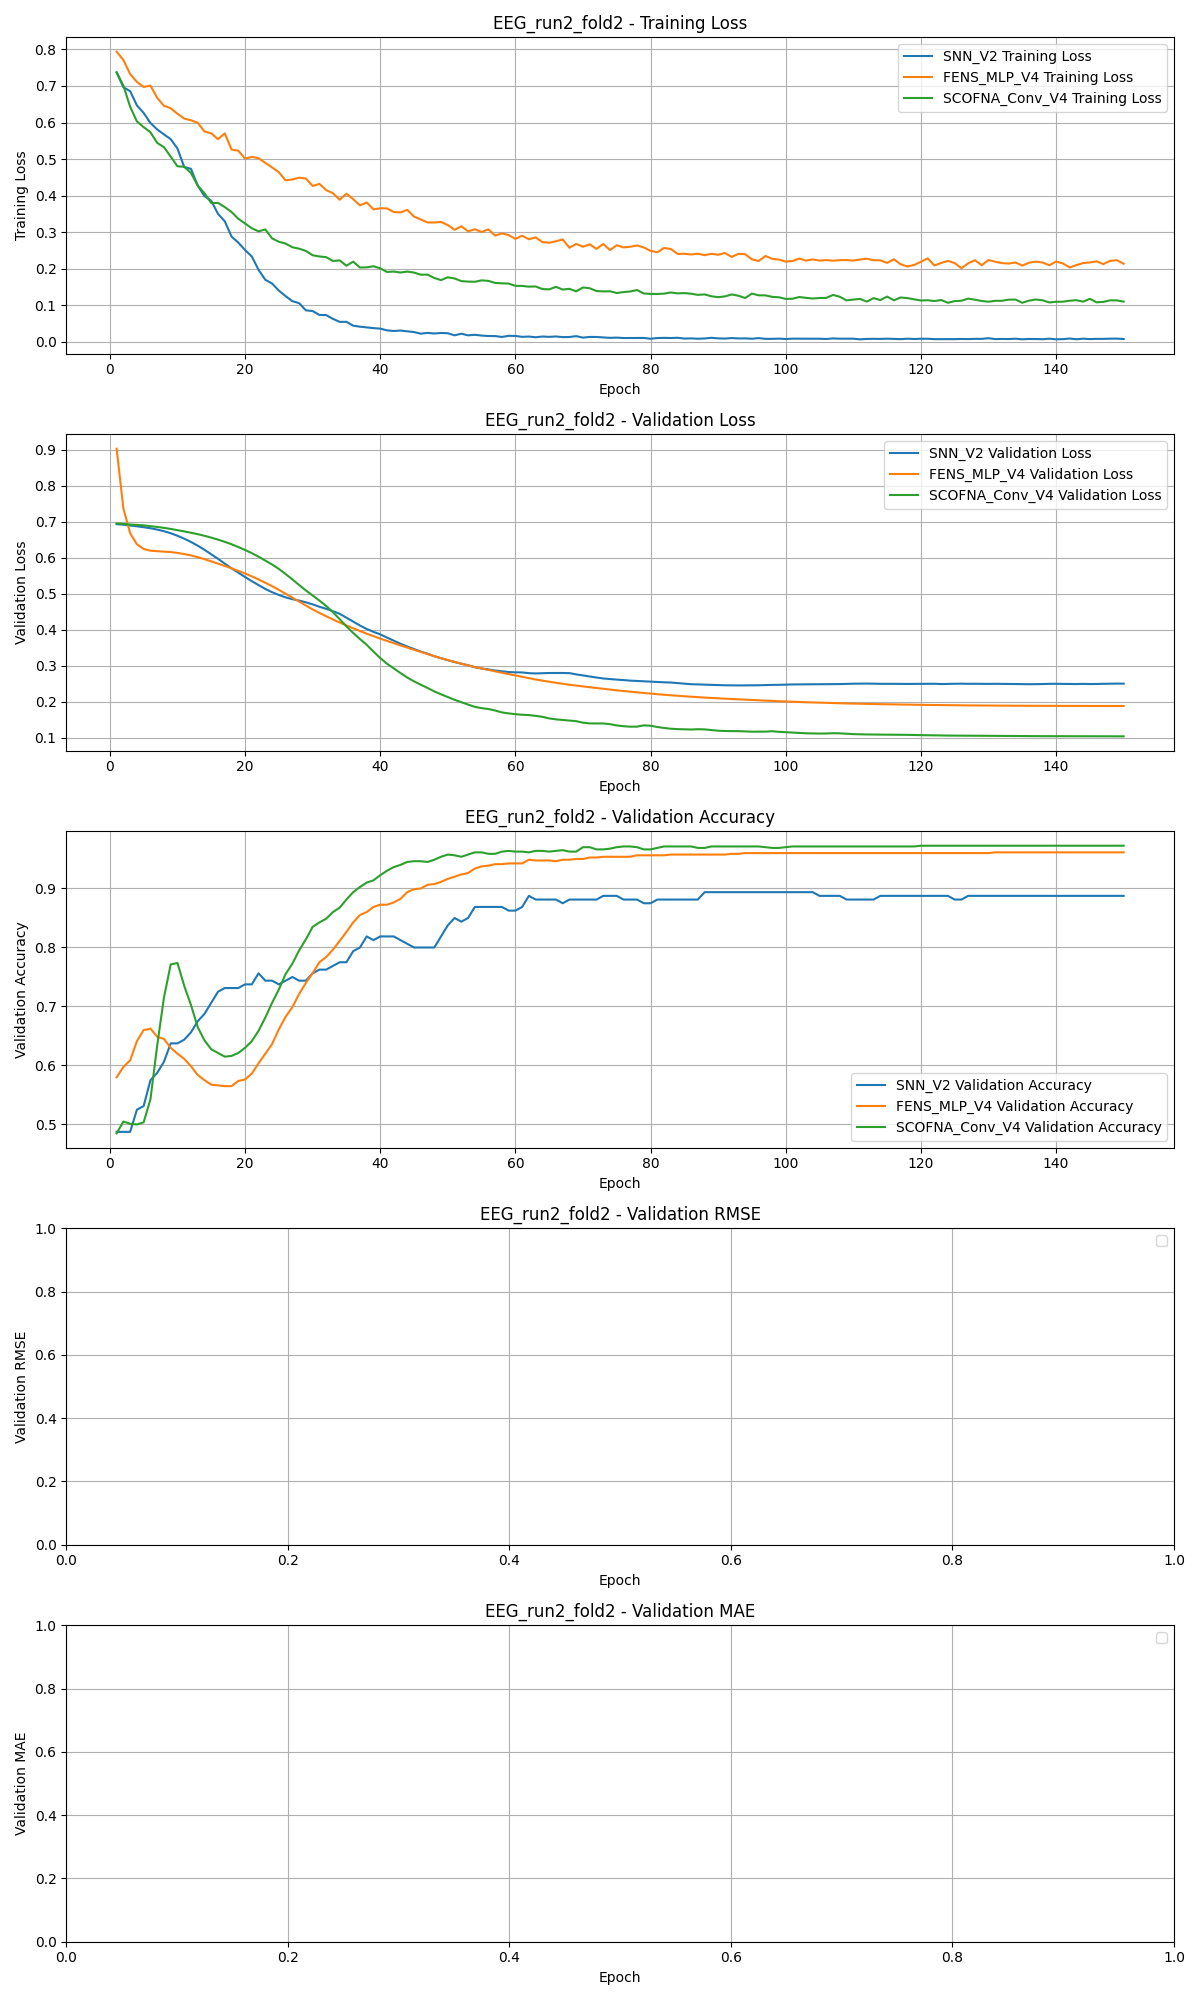 EEG_run2_fold2 - Training Loss
SNN_V2 Training Loss
FENS_MLP_V4 Training Loss
SCOFNA_Conv_V4 Training Loss
Training Loss
0.8
0.7
0.6
0.5
0.4
0.3
0.2
0.1
0.0
0 20 40 60 80 100 120 140
Epoch
EEG_run2_fold2 - Validation Loss
SNN_V2 Validation Loss
FENS_MLP_V4 Validation Loss
SCOFNA_Conv_V4 Validation Loss
Validation Loss
0.9
0.8
0.7
0.6
0.5
0.4
0.3
0.2
0.1
0 20 40 60 80 100 120 140
Epoch
EEG_run2_fold2 - Validation Accuracy
Validation Accuracy
0.9
0.8
0.7
0.6
0.5
SNN_V2 Validation Accuracy
FENS_MLP_V4 Validation Accuracy
SCOFNA_Conv_V4 Validation Accuracy
0 20 40 60 80 100 120 140
Epoch
EEG_run2_fold2 - Validation RMSE
Validation RMSE
1.0
0.8
0.6
0.4
0.2
0.0
0.0 0.2 0.4 0.6 0.8 1.0
Epoch
EEG_run2_fold2 - Validation MAE
Validation MAE
1.0
0.8
0.6
0.4
0.2
0.0
0.0 0.2 0.4 0.6 0.8 1.0
Epoch